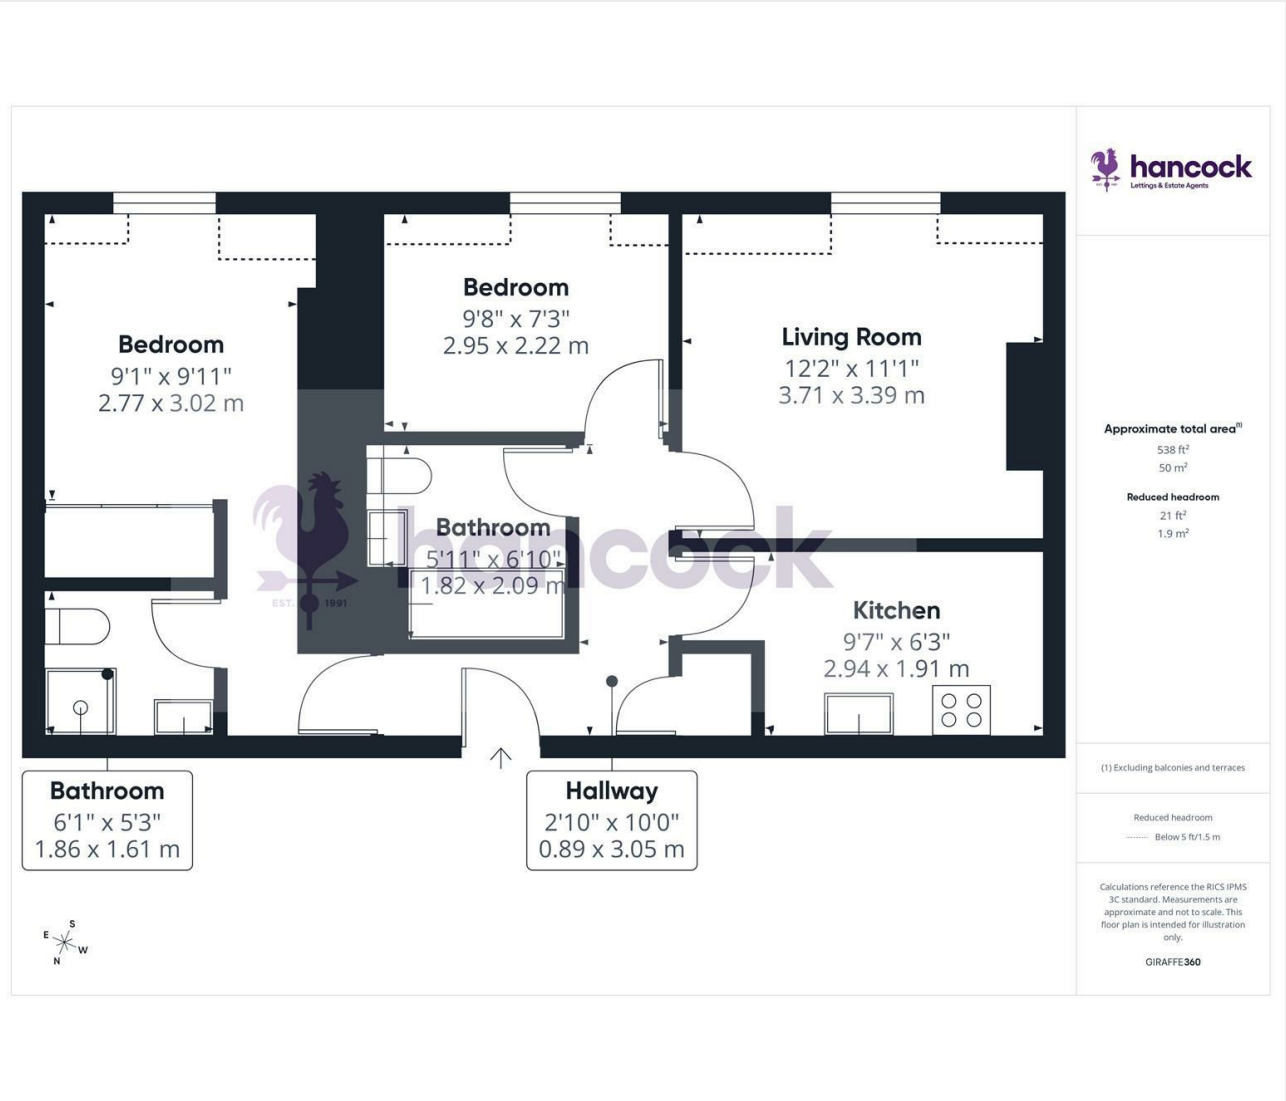 hancock
Lettings & Estate Agents
Bedroom
9'8" x 7'3"
2.95 x 2.22 m
Living Room
12'2" x 11'1"
3.71 x 3.39 m
Bedroom
9'1" x 9'11"
2.77 x 3.02 m
Approximate total area(1)
538 ft²
50 m²
Reduced headroom
21 ft²
1.9 m²
hancock
EST. 1991
Bathroom
5'11" x 6'10"
1.82 x 2.09 m
Kitchen
9'7" x 6'3"
2.94 x 1.91 m
Bathroom
6'1" x 5'3"
1.86 x 1.61 m
Hallway
2'10" x 10'0"
0.89 x 3.05 m
(1) Excluding balconies and terraces
Reduced headroom
Below 5 ft/1.5 m
Calculations reference the RICS IPMS
3C standard. Measurements are
approximate and not to scale. This
floor plan is intended for illustration
only.
GIRAFFE360
S
E
W
N